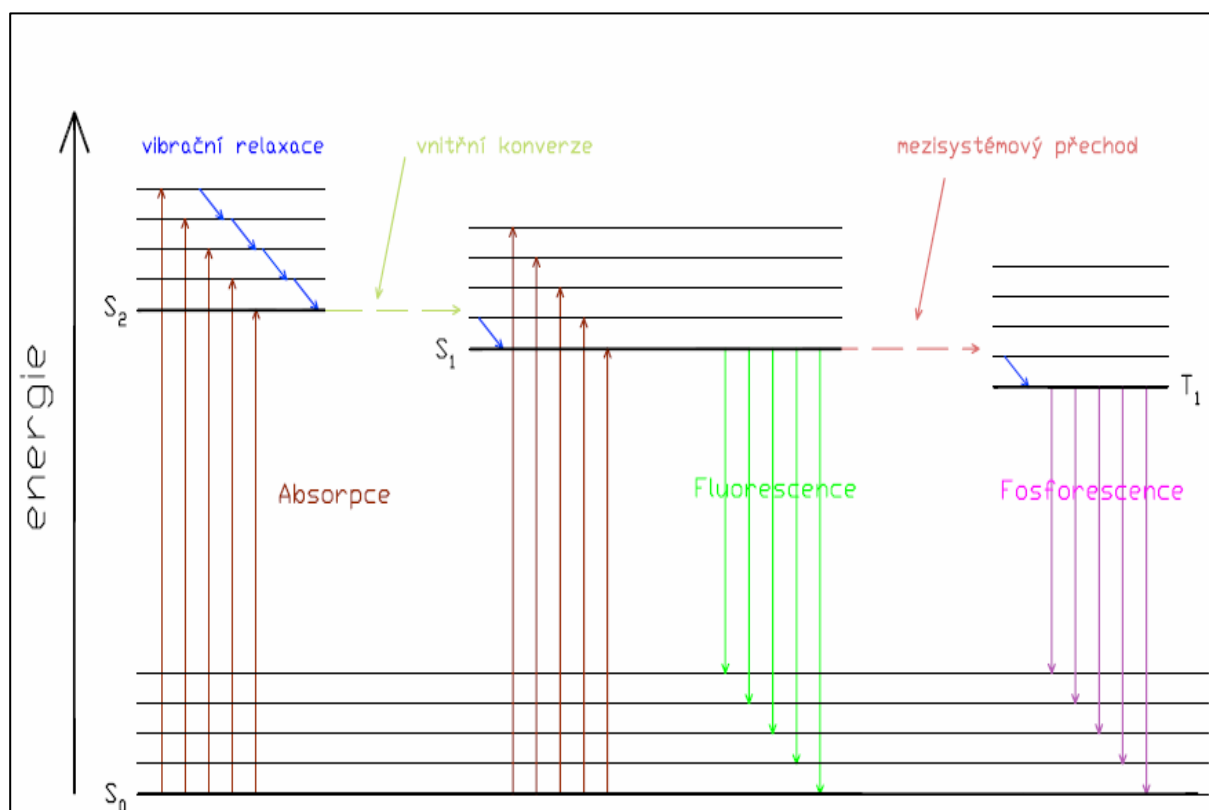 vibrační relaxace
vnitřní konverze
mezisystémový přechod
S2
S1
T1
energie
Absorpce
Fluorescence
Fosforescence
S0